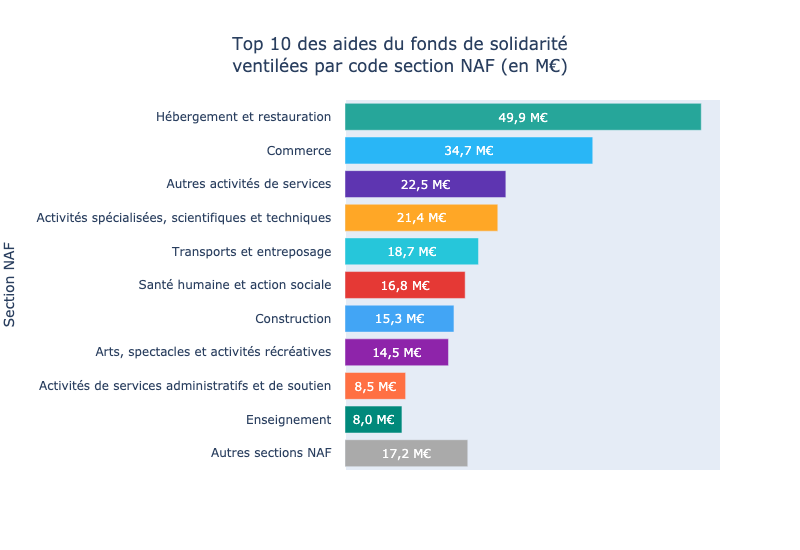 Top 10 des aides du fonds de solidarité
ventilées par code section NAF (en M€)
Section NAF
Hébergement et restauration 49,9 M€
Commerce 34,7 M€
Autres activités de services 22,5 M€
Activités spécialisées, scientifiques et techniques 21,4 M€
Transports et entreposage 18,7 M€
Santé humaine et action sociale 16,8 M€
Construction 15,3 M€
Arts, spectacles et activités récréatives 14,5 M€
Activités de services administratifs et de soutien 8,5 M€
Enseignement 8,0 M€
Autres sections NAF 17,2 M€